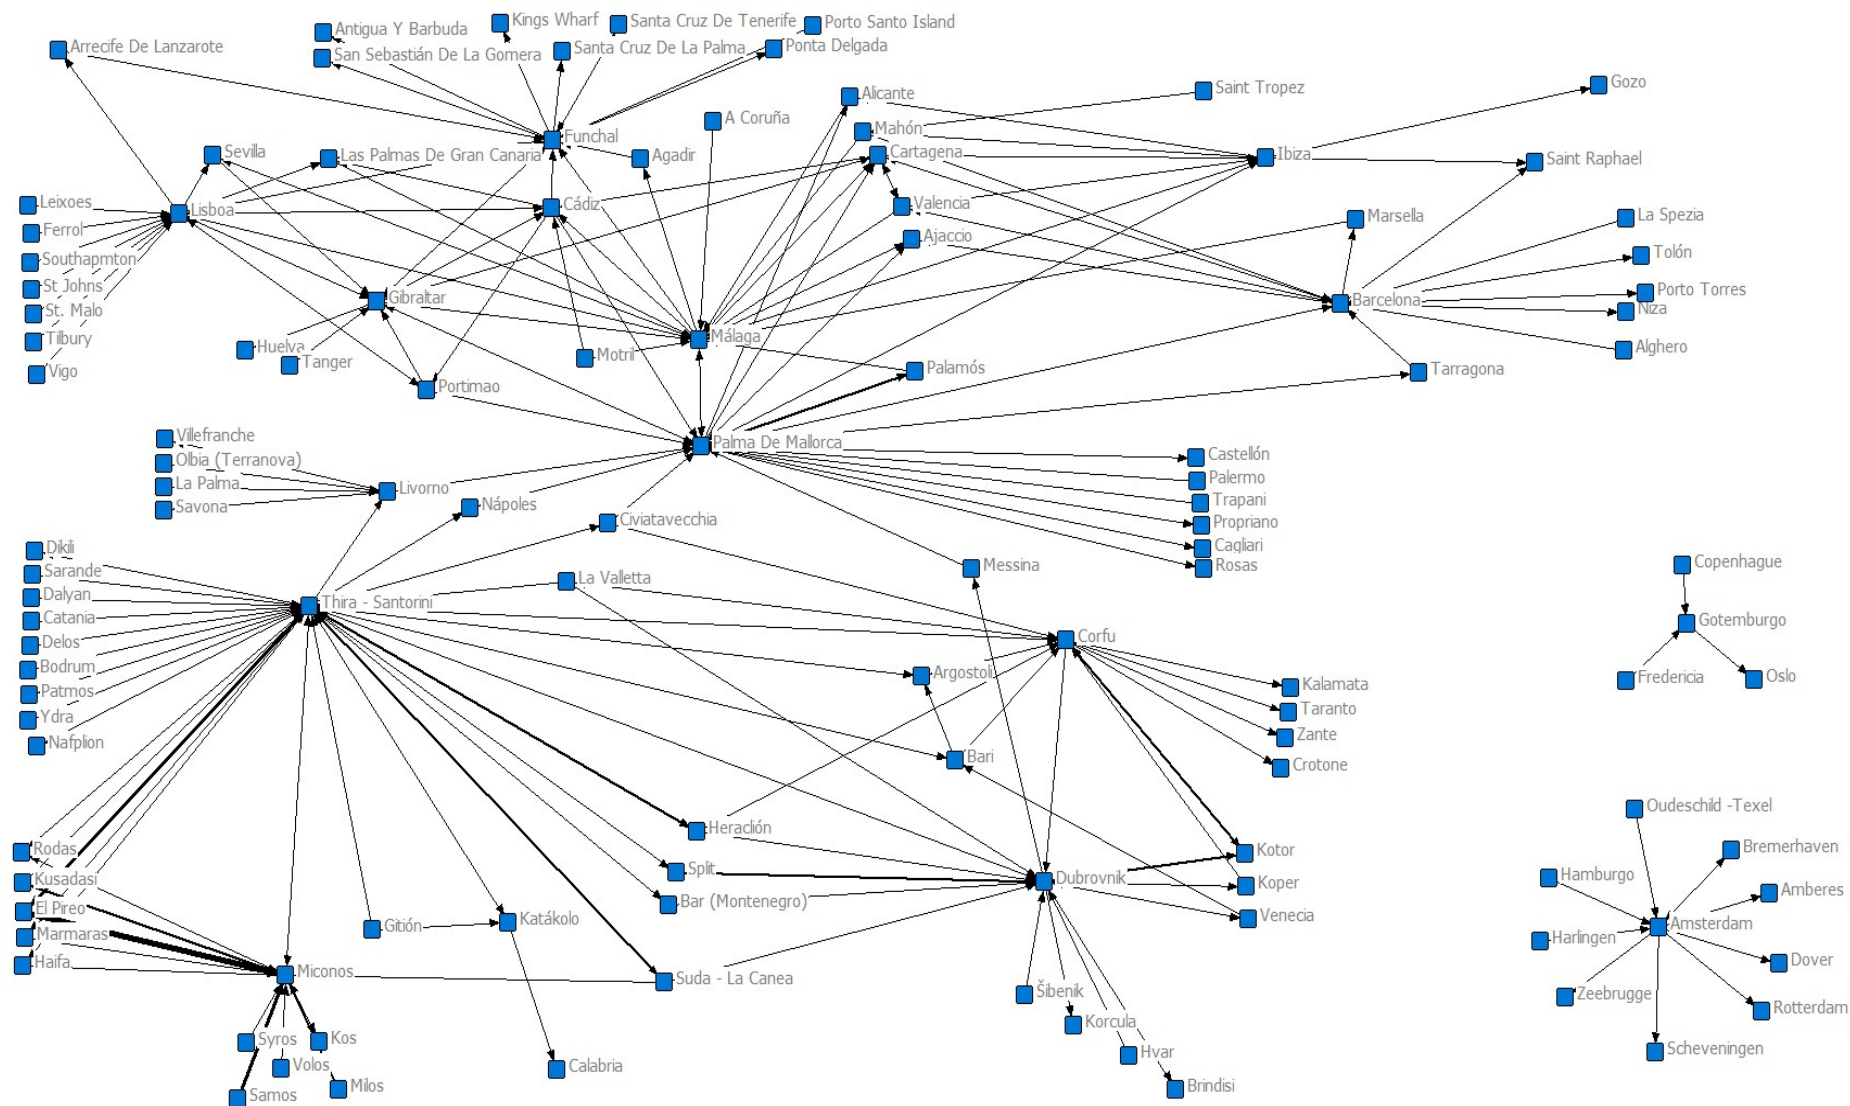 Kings Wharf
Santa Cruz De Tenerife
Porto Santo Island
Antigua Y Barbuda
Arrecife De Lanzarote
San Sebastián De La Gomera
Santa Cruz De La Palma
Ponta Delgada
Alicante
Saint Tropez
Gozo
A Coruña
Mahón
Funchal
Sevilla
Las Palmas De Gran Canaria
Agadir
Cartagena
Ibiza
Saint Raphael
Leixoes
Lisboa
Cádiz
Valencia
Marsella
La Spezia
Ferrol
Ajaccio
Southapmton
Tolón
St Johns
Gibraltar
Barcelona
Porto Torres
St. Malo
Niza
Tilbury
Huelva
Málaga
Alghero
Tanger
Motril
Vigo
Portimao
Palamós
Tarragona
Villefranche
Palma De Mallorca
Olbia (Terranova)
Castellón
La Palma
Livorno
Palermo
Savona
Nápoles
Trapani
Civiatavecchia
Propriano
Dikili
Cagliari
Sarande
La Valletta
Messina
Rosas
Copenhague
Dalyan
Thira - Santorini
Catania
Gotemburgo
Delos
Corfu
Bodrum
Argostoli
Kalamata
Fredericia
Oslo
Patmos
Taranto
Ydra
Zante
Nafplion
Bari
Crotone
Oudeschild -Texel
Heraclión
Rodas
Kotor
Bremerhaven
Kusadasi
Split
Dubrovnik
Koper
Hamburgo
Amberes
El Pireo
Bar (Montenegro)
Venecia
Gitión
Katákolo
Amsterdam
Marmaras
Harlingen
Haifa
Miconos
Suda - La Canea
Dover
Šibenik
Zeebrugge
Rotterdam
Korcula
Syros
Kos
Hvar
Scheveningen
Volos
Calabria
Samos
Milos
Brindisi